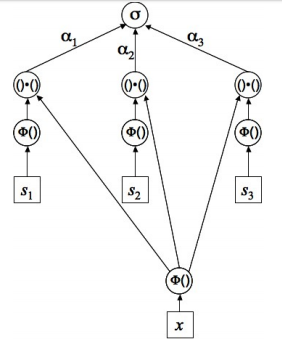 σ
α₁ α₂ α₃
()•() ()•() ()•()
Φ() Φ() Φ()
s₁ s₂ s₃
Φ()
x